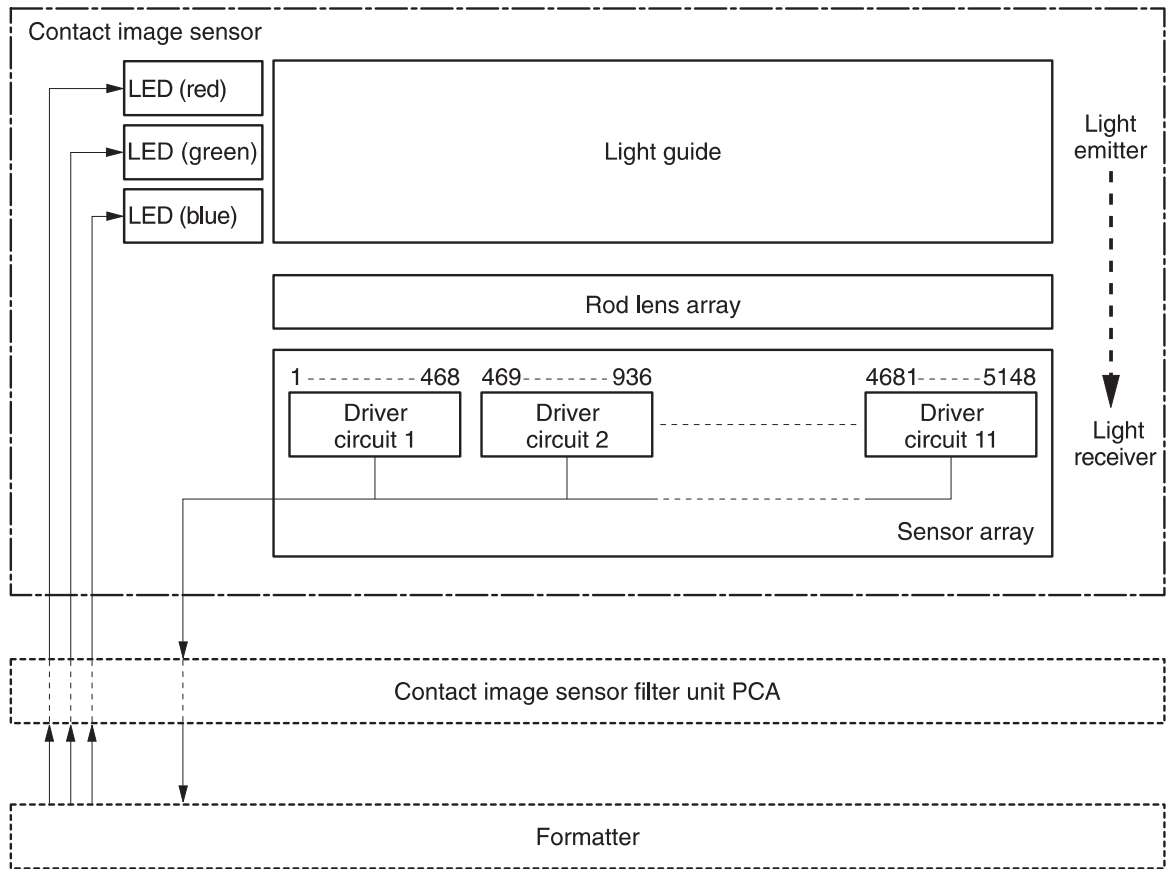 Contact image sensor
LED (red)
LED (green)
LED (blue)
Light guide
Light
emitter
Rod lens array
1 ----------- 468
469 ------- 936
4681 ------ 5148
Driver
circuit 1
Driver
circuit 2
Driver
circuit 11
Light
receiver
Sensor array
Contact image sensor filter unit PCA
Formatter